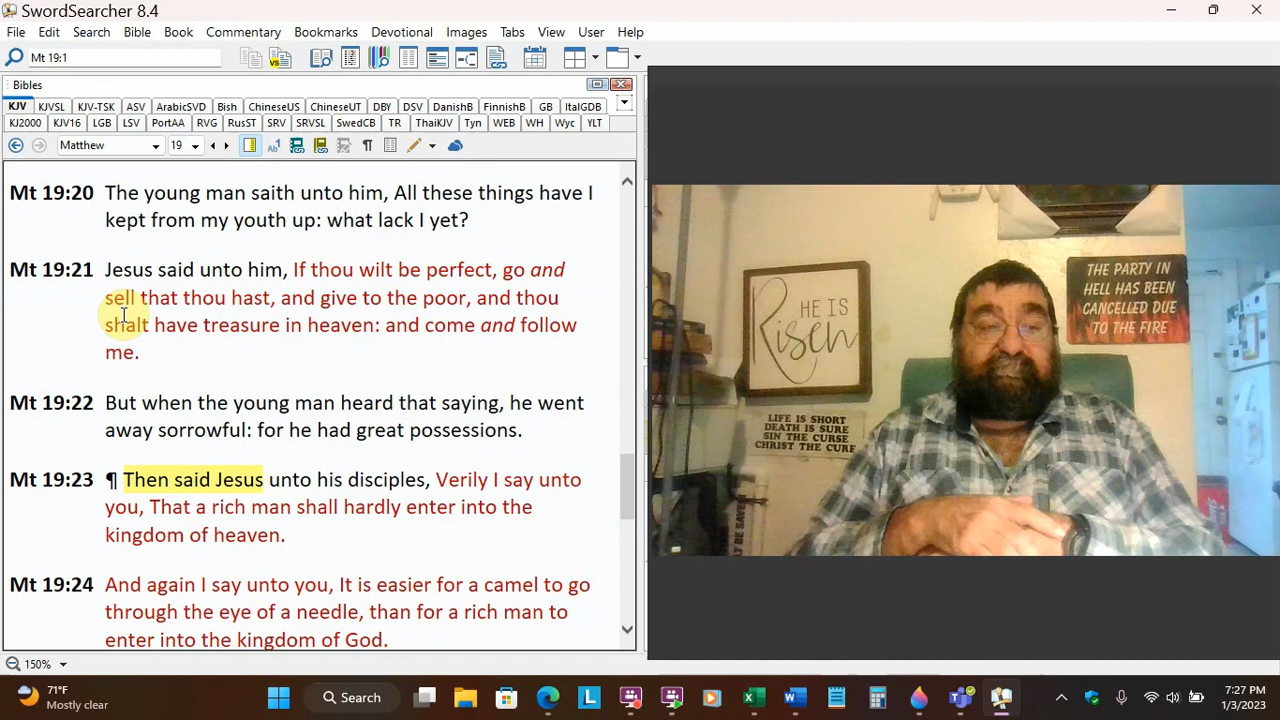 SwordSearcher 8.4
File Edit Search Bible Book Commentary Bookmarks Devotional Images Tabs View User Help
Mt 19:1
Bibles
KJV KJVSL KJV-TSK ASV ArabicSVD Bish ChineseUS ChineseUT DBY DSV DanishB FinnishB GB ItalGDB
KJ2000 KJV16 LGB LSV PortAA RVG RusST SRV SRVSL SwedCB TR ThaiKJV Tyn WEB WH Wyc YLT
Matthew 19
Mt 19:20 The young man saith unto him, All these things have I
kept from my youth up: what lack I yet?
Mt 19:21 Jesus said unto him, If thou wilt be perfect, go and
sell that thou hast, and give to the poor, and thou
shalt have treasure in heaven: and come and follow
me.
Mt 19:22 But when the young man heard that saying, he went
away sorrowful: for he had great possessions.
Mt 19:23 ¶ Then said Jesus unto his disciples, Verily I say unto
you, That a rich man shall hardly enter into the
kingdom of heaven.
Mt 19:24 And again I say unto you, It is easier for a camel to go
through the eye of a needle, than for a rich man to
enter into the kingdom of God.
150%
HE IS
Risen
LIFE IS SHORT
DEATH IS SURE
SIN THE CURSE
CHRIST THE CURE
THE PARTY IN
HELL HAS BEEN
CANCELLED DUE
TO THE FIRE
71°F
Mostly clear
Search
7:27 PM
1/3/2023